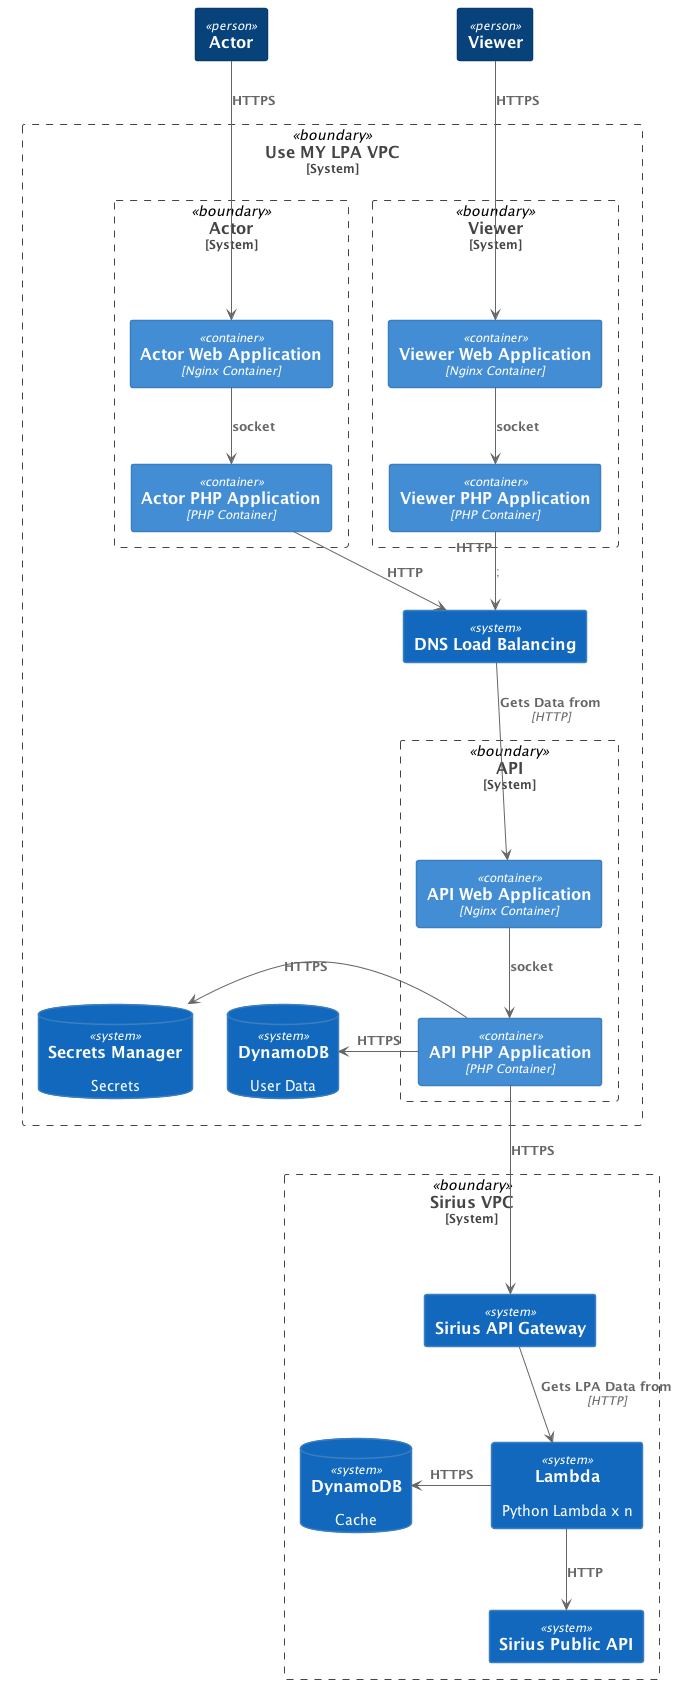 «person»
Actor
«person»
Viewer
HTTPS
HTTPS
«boundary»
Use MY LPA VPC
[System]
«boundary»
Actor
[System]
«boundary»
Viewer
[System]
«container»
Actor Web Application
[Nginx Container]
«container»
Viewer Web Application
[Nginx Container]
socket
socket
«container»
Actor PHP Application
[PHP Container]
«container»
Viewer PHP Application
[PHP Container]
HTTP
HTTP
;
«system»
DNS Load Balancing
Gets Data from
[HTTP]
«boundary»
API
[System]
«container»
API Web Application
[Nginx Container]
socket
HTTPS
«system»
Secrets Manager
Secrets
«system»
DynamoDB
User Data
HTTPS
«container»
API PHP Application
[PHP Container]
HTTPS
«boundary»
Sirius VPC
[System]
«system»
Sirius API Gateway
Gets LPA Data from
[HTTP]
«system»
DynamoDB
Cache
HTTPS
«system»
Lambda
Python Lambda x n
HTTP
«system»
Sirius Public API